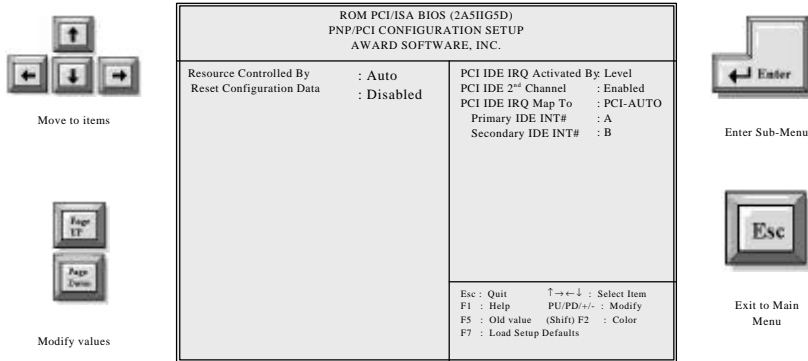 ROM PCI/ISA BIOS (2A5IIG5D)
PNP/PCI CONFIGURATION SETUP
AWARD SOFTWARE, INC.
Resource Controlled By : Auto
Reset Configuration Data : Disabled
PCI IDE IRQ Activated By: Level
PCI IDE 2nd Channel : Enabled
PCI IDE IRQ Map To : PCI-AUTO
Primary IDE INT# : A
Secondary IDE INT# : B
Esc : Quit ↑→←↓ : Select Item
F1 : Help PU/PD/+/- : Modify
F5 : Old value (Shift) F2 : Color
F7 : Load Setup Defaults
Move to items
Page
UP
Page
Down
Modify values
Enter
Enter Sub-Menu
Esc
Exit to Main
Menu